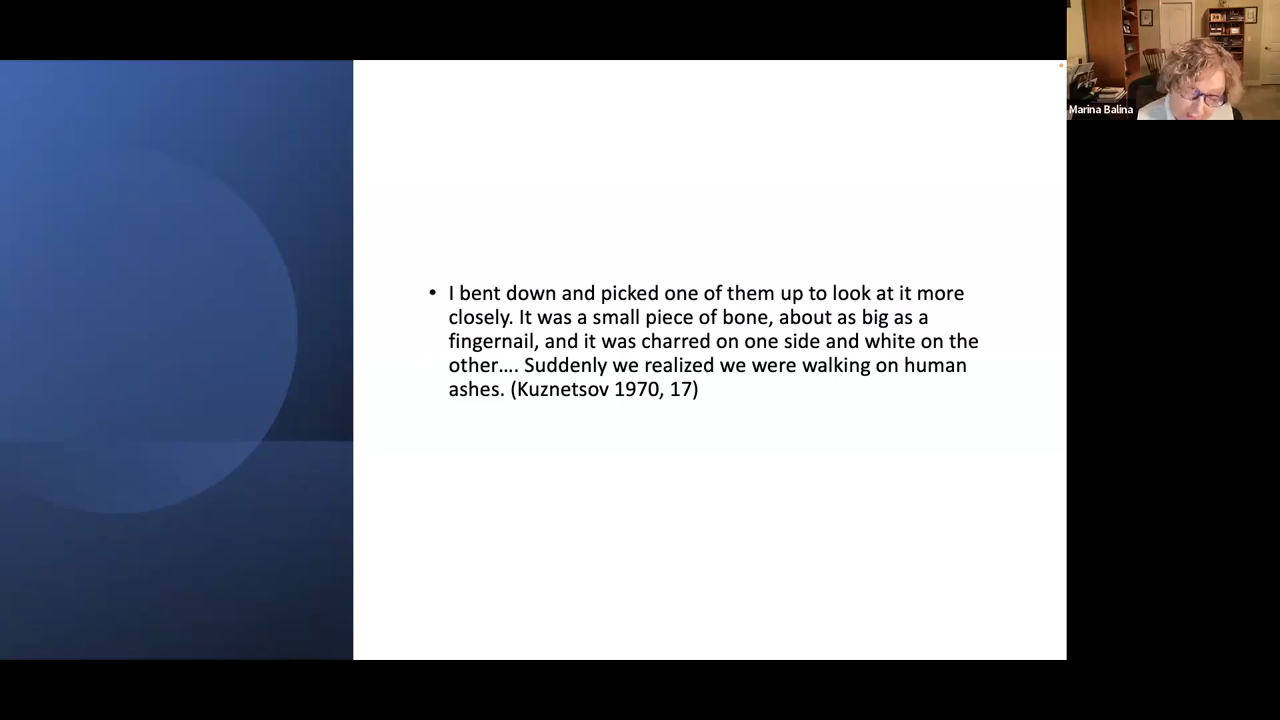 • I bent down and picked one of them up to look at it more
closely. It was a small piece of bone, about as big as a
fingernail, and it was charred on one side and white on the
other…. Suddenly we realized we were walking on human
ashes. (Kuznetsov 1970, 17)
Marina Balina